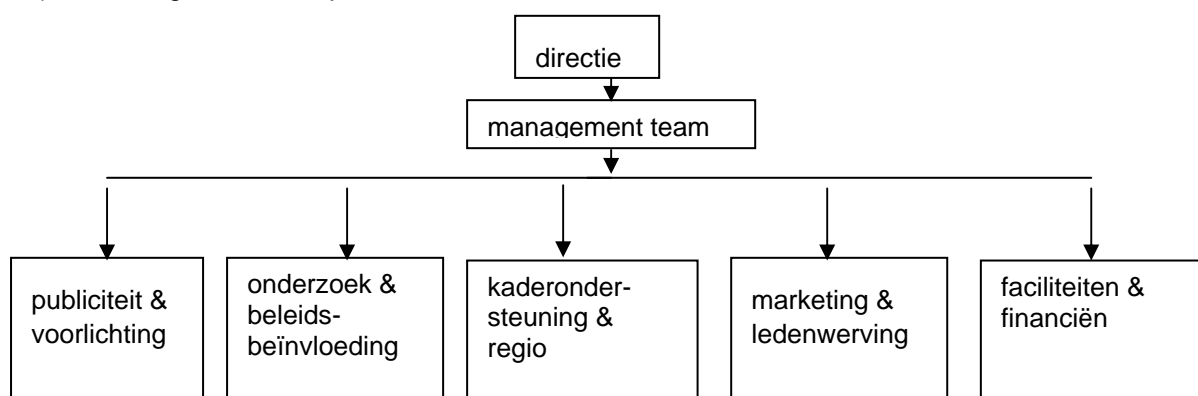 directie
management team
publiciteit &
voorlichting
onderzoek &
beleids-
beïnvloeding
kaderonder-
steuning &
regio
marketing &
ledenwerving
faciliteiten &
financiën